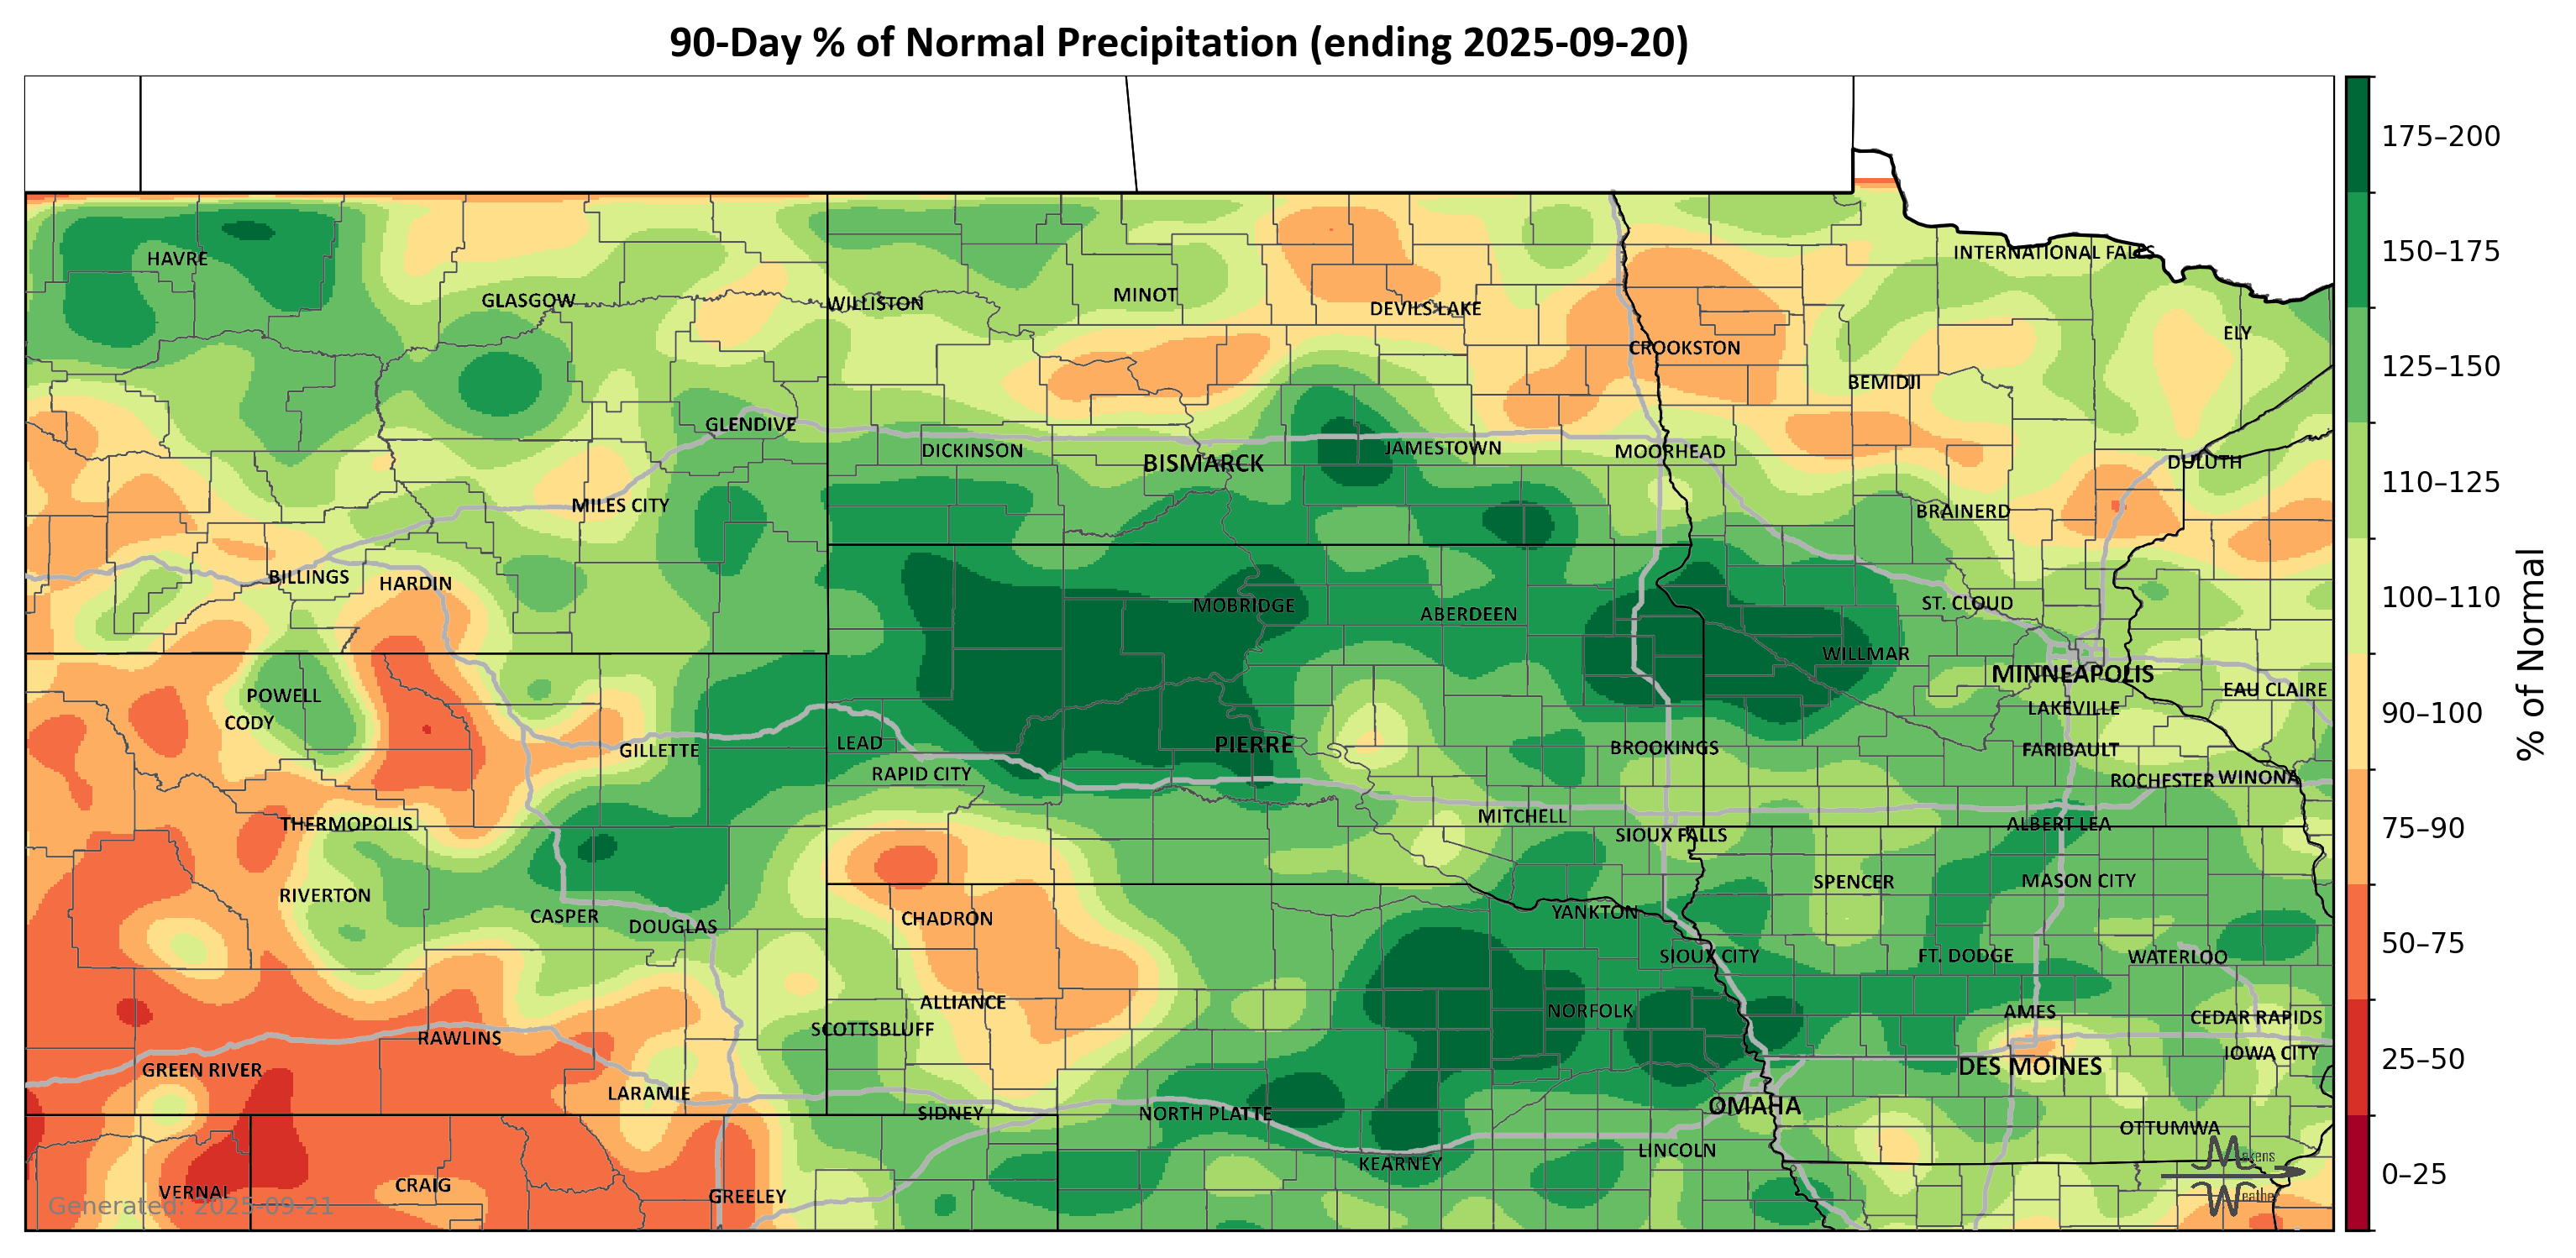 90-Day % of Normal Precipitation (ending 2025-09-20)
175–200
INTERNATIONAL FALLS
HAVRE
150–175
GLASGOW
WILLISTON
MINOT
DEVILS LAKE
ELY
CROOKSTON
125–150
BEMIDJI
GLENDIVE
DICKINSON
BISMARCK
JAMESTOWN
MOORHEAD
DULUTH
110–125
MILES CITY
BRAINERD
BILLINGS
HARDIN
MOBRIDGE
ABERDEEN
ST. CLOUD
100–110
WILLMAR
MINNEAPOLIS
POWELL
EAU CLAIRE
CODY
LAKEVILLE
90–100
% of Normal
GILLETTE
LEAD
PIERRE
BROOKINGS
FARIBAULT
RAPID CITY
ROCHESTER
WINONA
THERMOPOLIS
MITCHELL
SIOUX FALLS
ALBERT LEA
75–90
RIVERTON
SPENCER
MASON CITY
CASPER
DOUGLAS
CHADRON
YANKTON
SIOUX CITY
FT. DODGE
WATERLOO
50–75
ALLIANCE
NORFOLK
AMES
CEDAR RAPIDS
RAWLINS
SCOTTSBLUFF
IOWA CITY
GREEN RIVER
DES MOINES
25–50
LARAMIE
SIDNEY
NORTH PLATTE
OMAHA
OTTUMWA
KEARNEY
LINCOLN
Makens
Weather
VERNAL
CRAIG
GREELEY
0–25
Generated: 2025-09-21